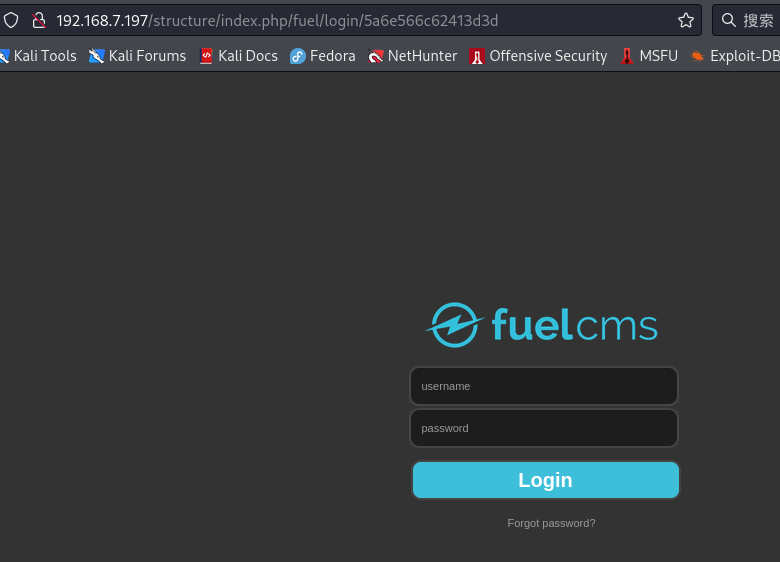 192.168.7.197/structure/index.php/fuel/login/5a6e566c62413d3d 搜索
Kali Tools Kali Forums Kali Docs Fedora NetHunter Offensive Security MSFU Exploit-DB
fuelcms
username
password
Login
Forgot password?